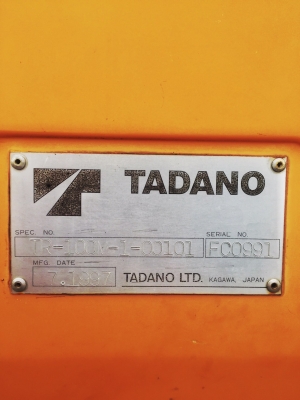 TADANO
SPEC. NO. SERIAL NO.
FC0991
MFG. DATE
TADANO LTD. KAGAWA, JAPAN